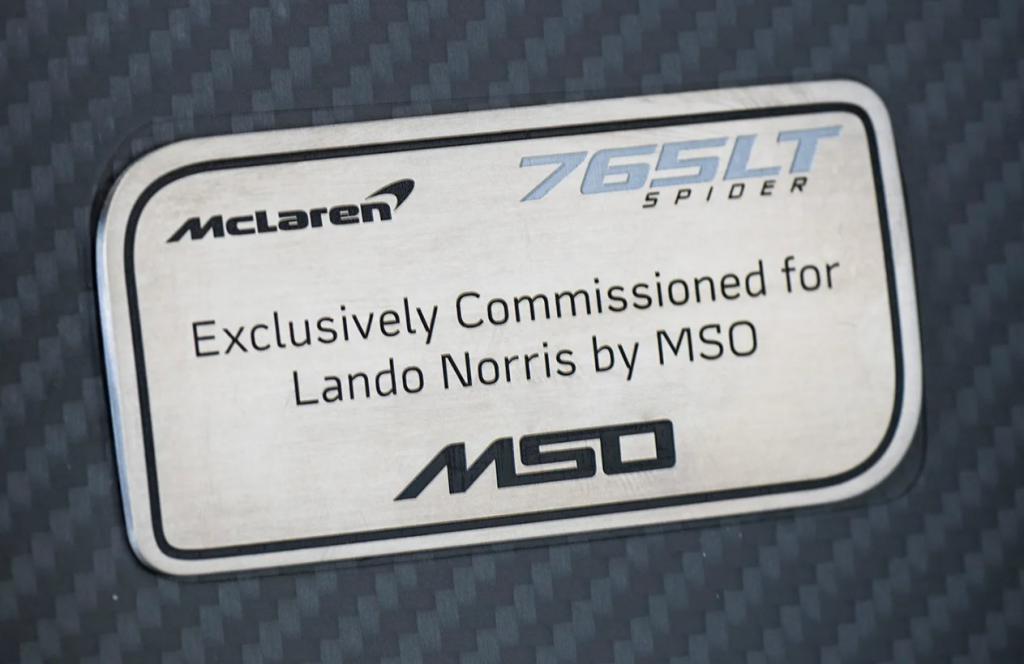 McLaren
765LT
SPIDER
Exclusively Commissioned for
Lando Norris by MSO
MSO